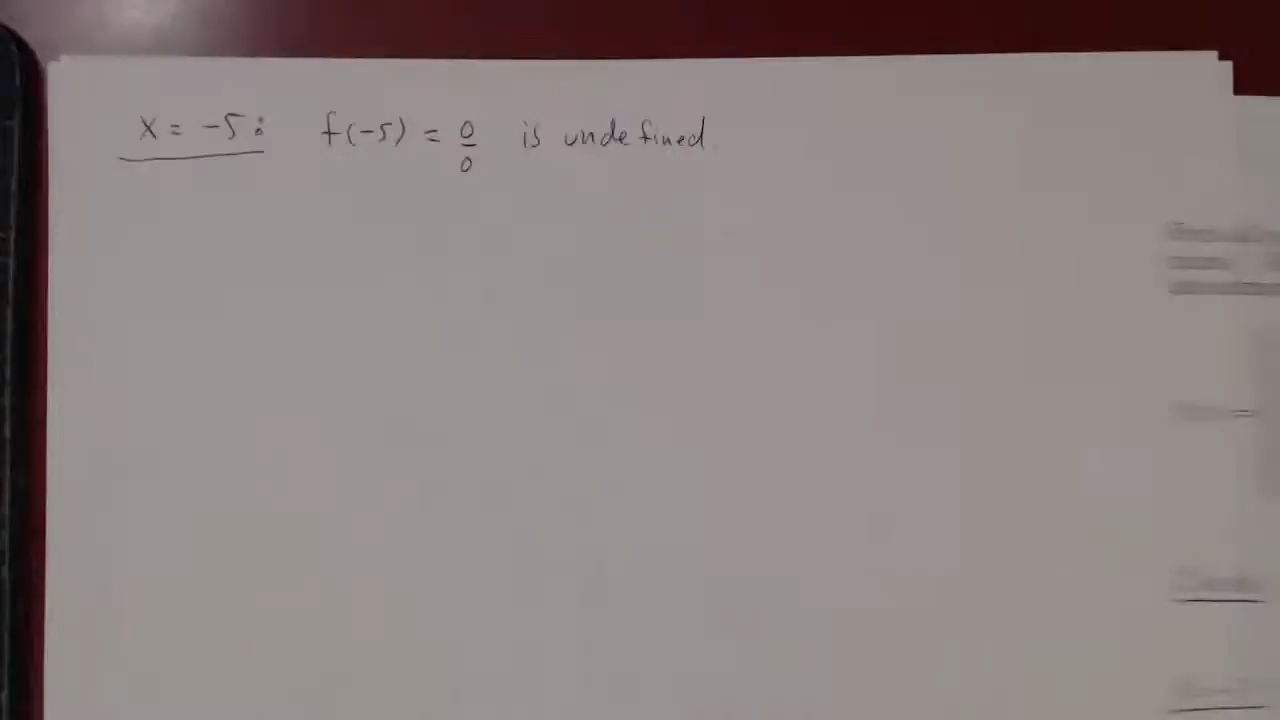 x = -5: f(-5) = 0/0 is undefined.